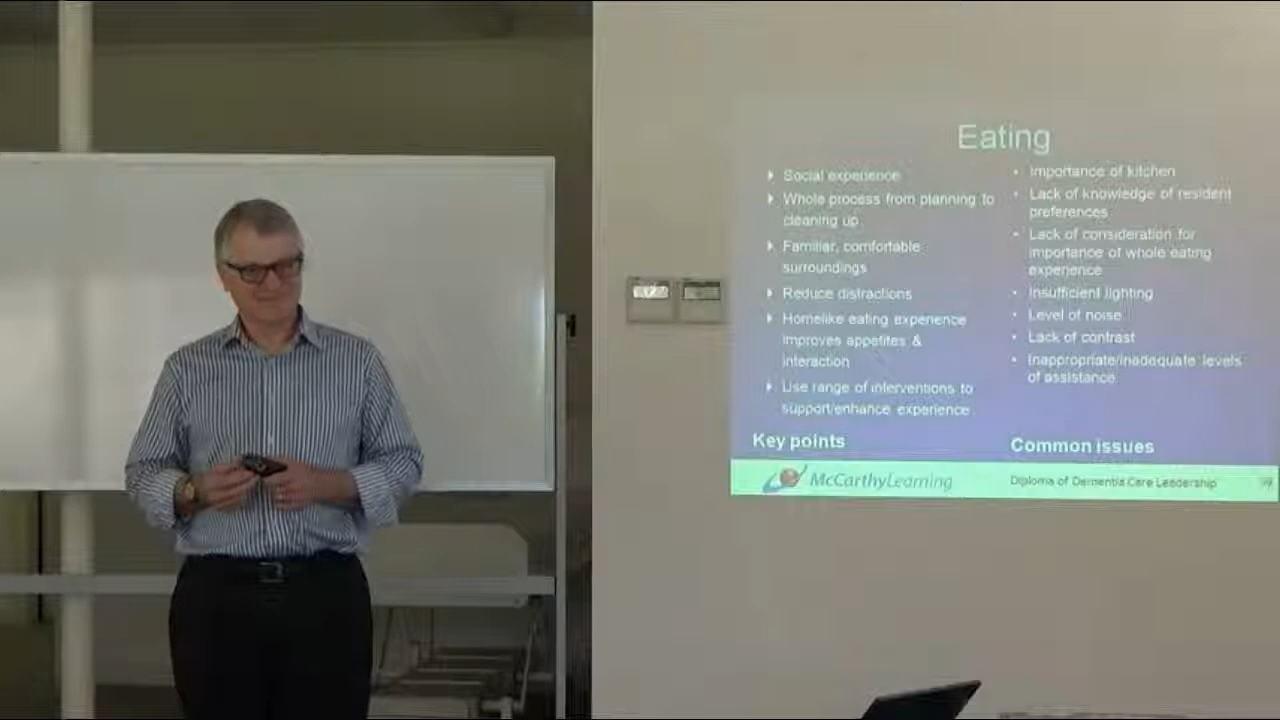 Eating
Social experience
Whole process from planning to
cleaning up
Familiar, comfortable
surroundings
Reduce distractions
Homelike eating experience
improves appetites &
interaction
Use range of interventions to
support/enhance experience
Key points
Importance of kitchen
Lack of knowledge of resident
preferences
Lack of consideration for
importance of whole eating
experience
Insufficient lighting
Level of noise
Lack of contrast
Inappropriate/inadequate levels
of assistance
Common issues
McCarthyLearning
Diploma of Dementia Care Leadership